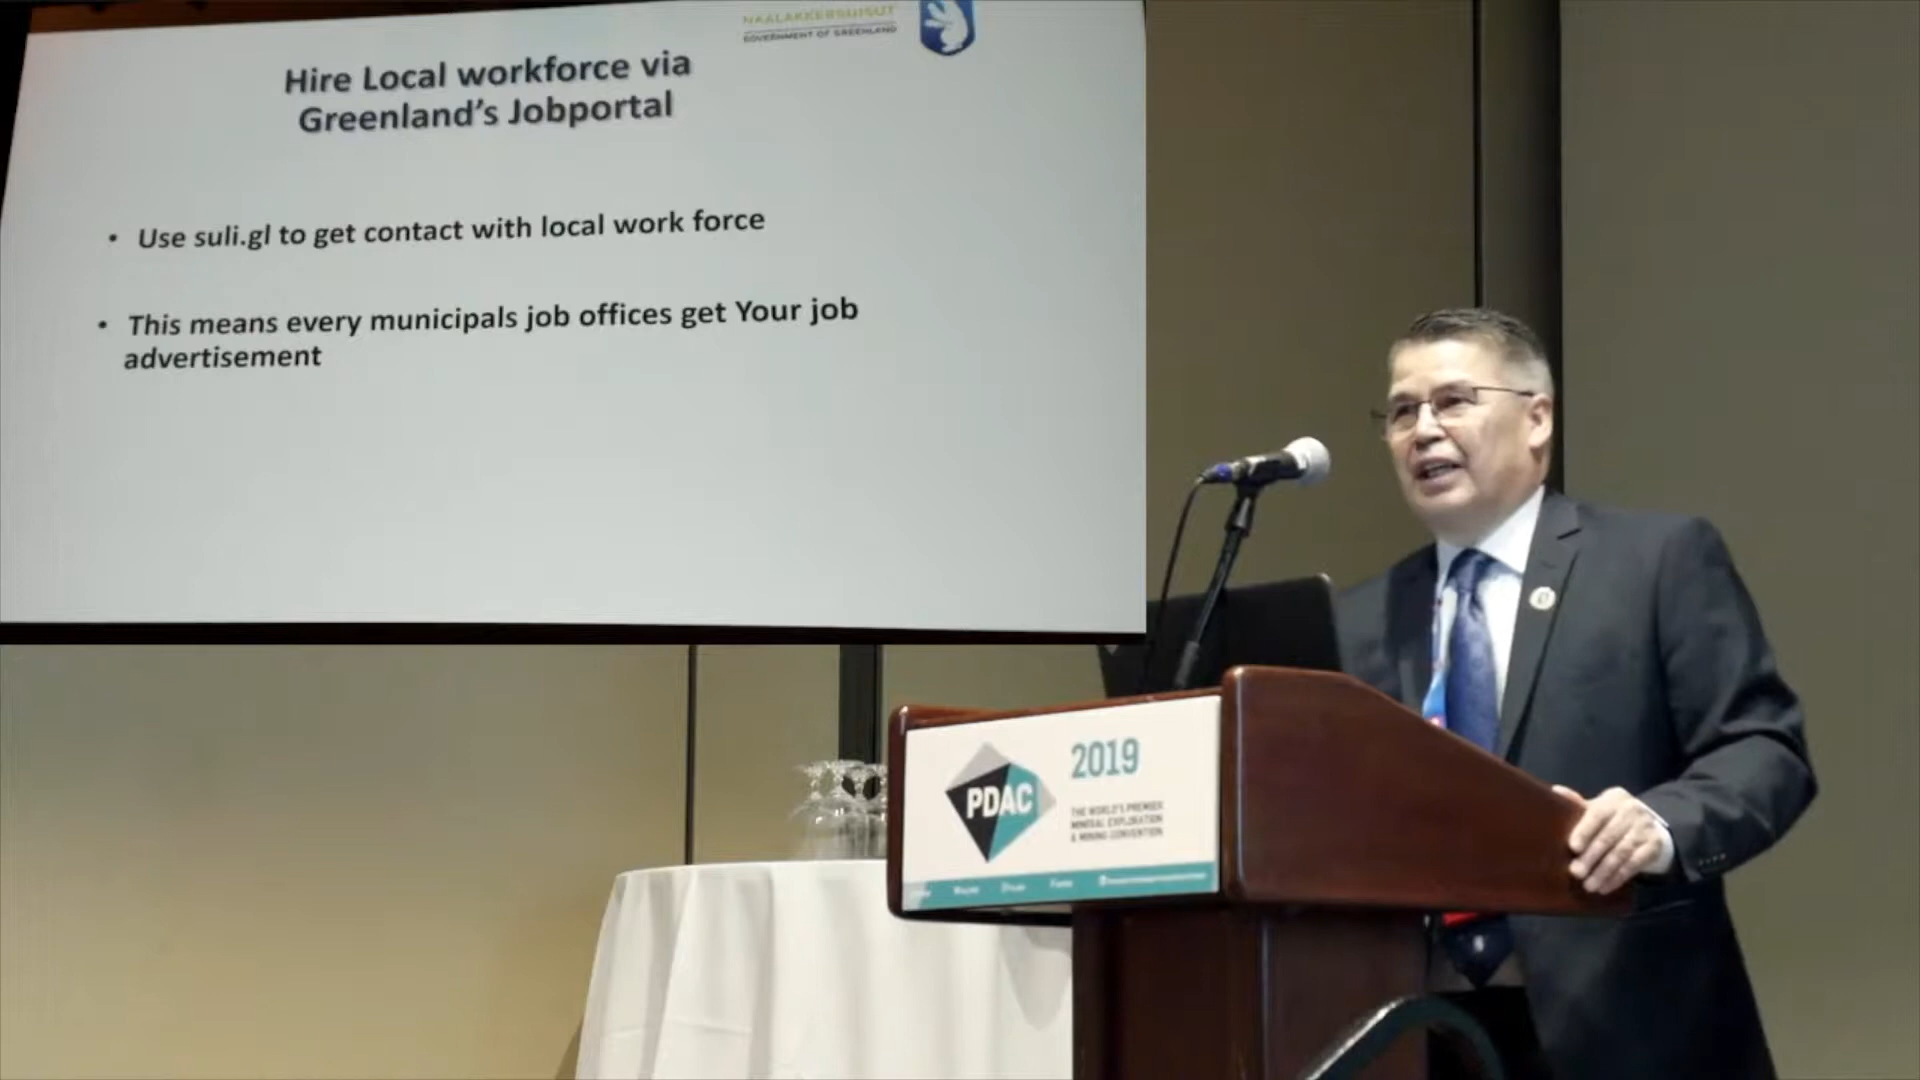 NAALAKKERSUISUT
GOVERNMENT OF GREENLAND
Hire Local workforce via
Greenland's Jobportal
• Use suli.gl to get contact with local work force
• This means every municipals job offices get Your job
advertisement
2019
PDAC
THE WORLD'S PREMIER
MINERAL EXPLORATION
& MINING CONVENTION